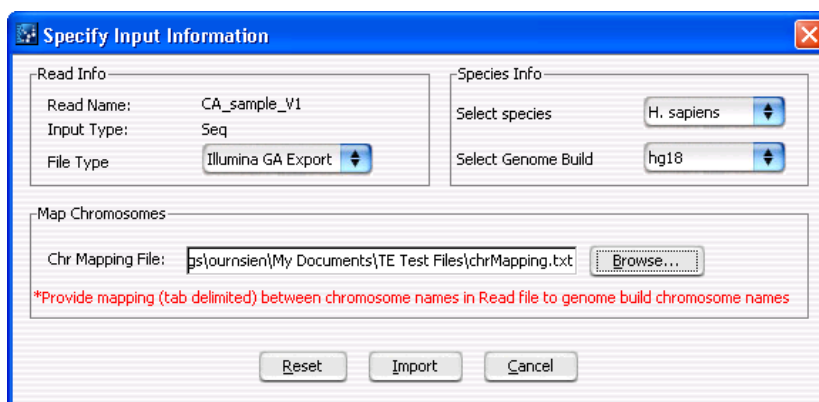 Specify Input Information
Read Info
Read Name: CA_sample_V1
Input Type: Seq
File Type Illumina GA Export
Species Info
Select species H. sapiens
Select Genome Build hg18
Map Chromosomes
Chr Mapping File: gs\ournsien\My Documents\TE Test Files\chrMapping.txt Browse...
*Provide mapping (tab delimited) between chromosome names in Read file to genome build chromosome names
Reset Import Cancel